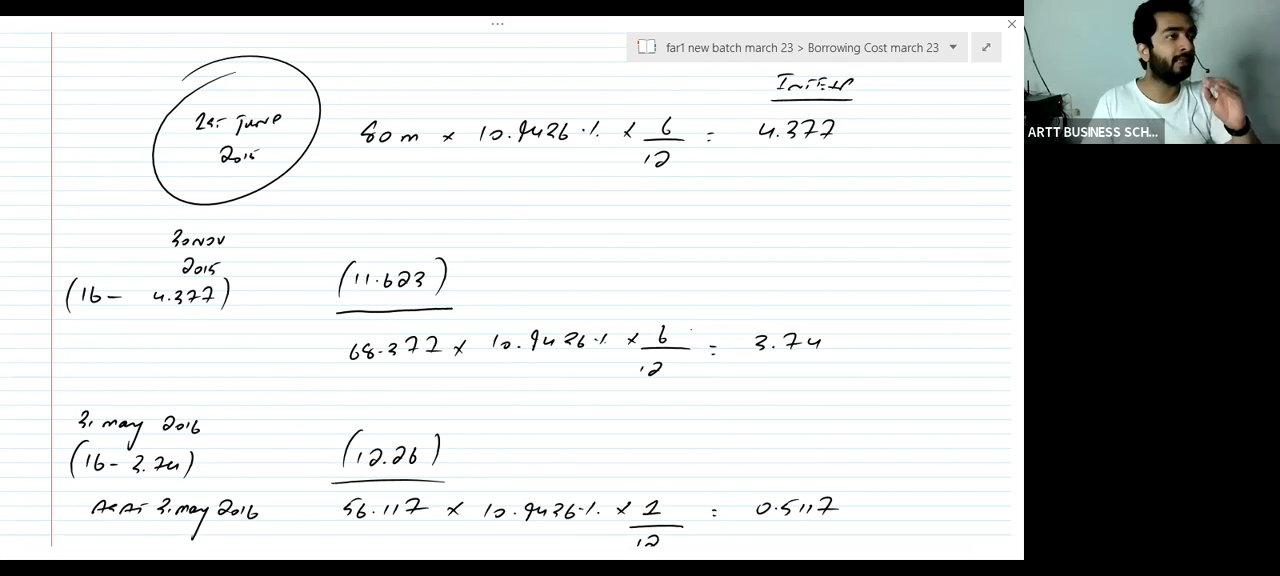 far1 new batch march 23 > Borrowing Cost march 23
ARTT BUSINESS SCH...
1st June
2015
80 m × 10.9426 % × 6/12 = 4.377
30 Nov
2015
(16 - 4.377)
(11.623)
68.377 × 10.9426 % × 6/12 = 3.74
31 may 2016
(16 - 3.74)
(12.26)
As At 31 may 2016
56.117 × 10.9426 % × 1/12 = 0.5117